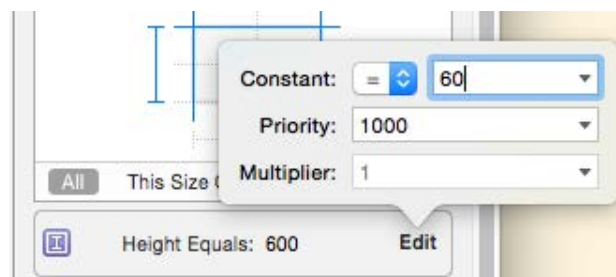 Constant: = 60
Priority: 1000
Multiplier: 1
All This Size
Height Equals: 600 Edit